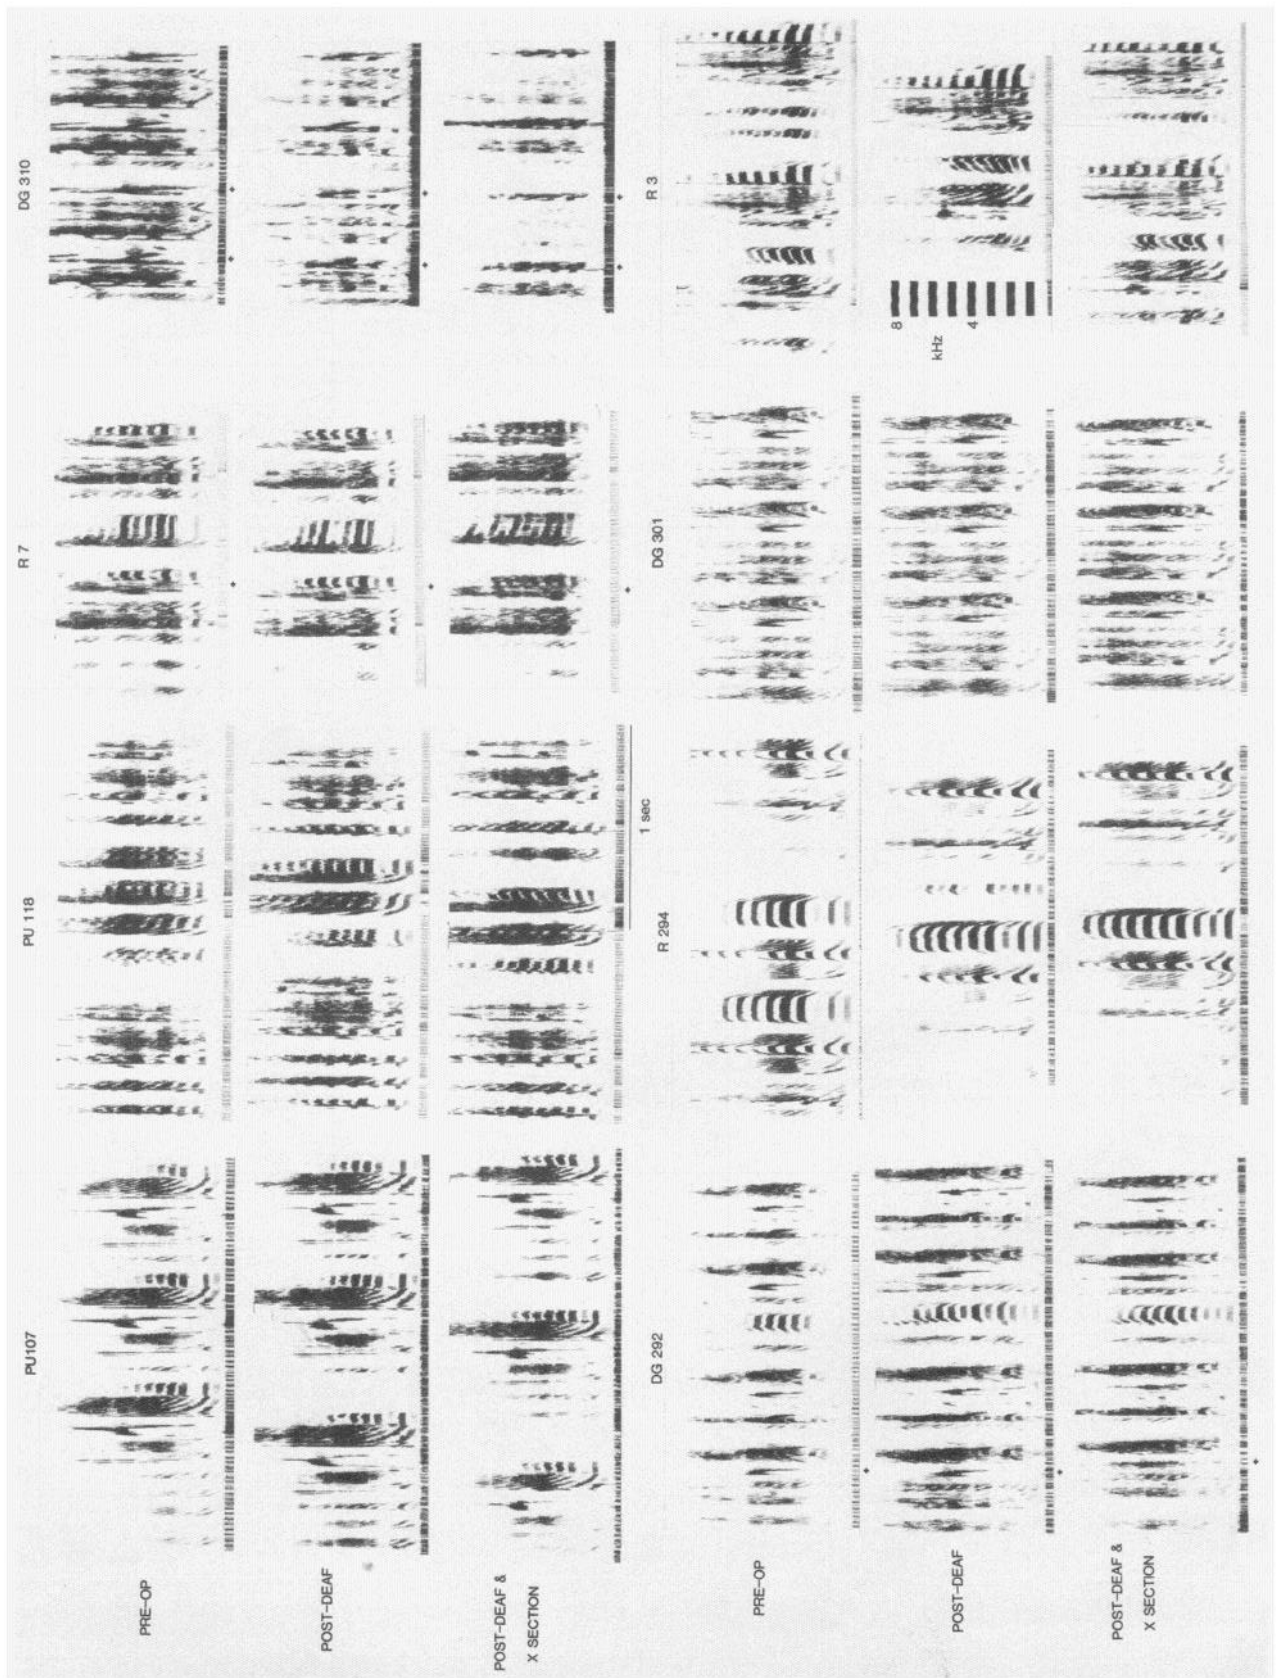 PU107
PU 118
R 7
DG 310
PRE-OP
POST-DEAF
POST-DEAF &
X SECTION
1 sec
DG 292
R 294
DG 301
R 3
PRE-OP
POST-DEAF
8
kHz
4
POST-DEAF &
X SECTION